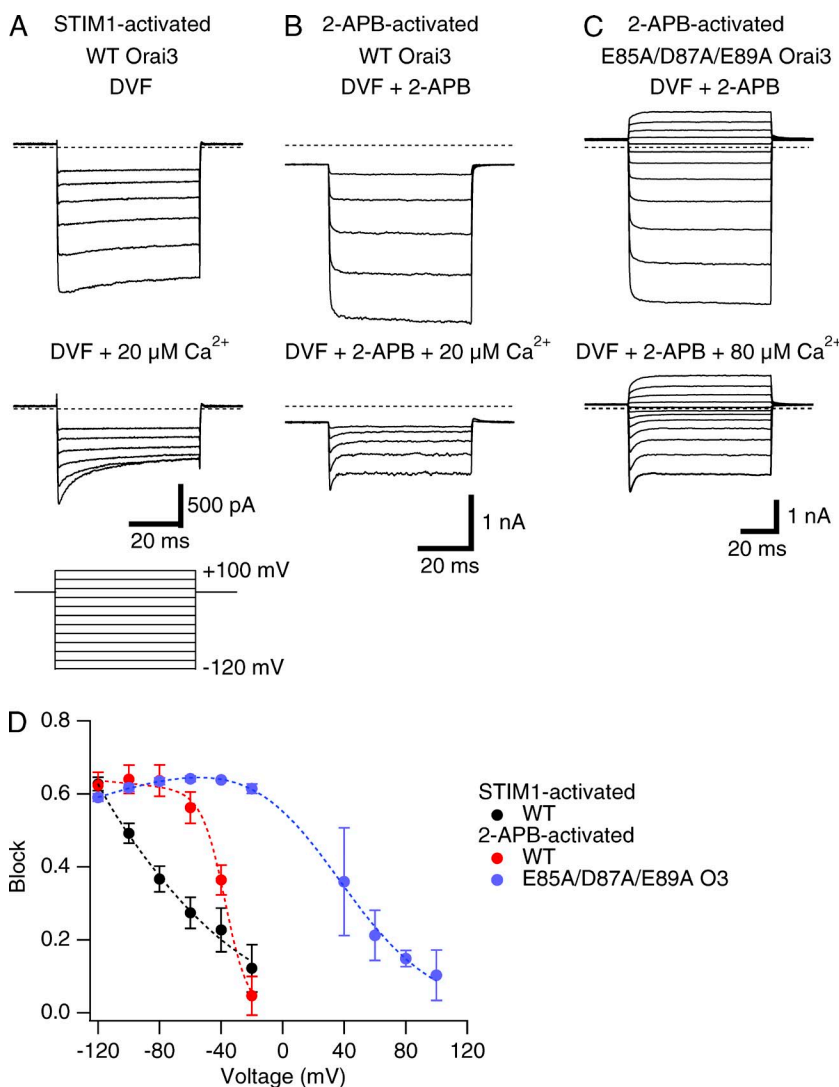 A
STIM1-activated
WT Orai3
DVF
DVF + 20 µM Ca2+
500 pA
20 ms
+100 mV
-120 mV
B
2-APB-activated
WT Orai3
DVF + 2-APB
DVF + 2-APB + 20 µM Ca2+
1 nA
20 ms
C
2-APB-activated
E85A/D87A/E89A Orai3
DVF + 2-APB
DVF + 2-APB + 80 µM Ca2+
1 nA
20 ms
D
0.8
0.6
0.4
0.2
0.0
Block
-120
-80
-40
0
40
80
120
Voltage (mV)
STIM1-activated
WT
2-APB-activated
WT
E85A/D87A/E89A O3